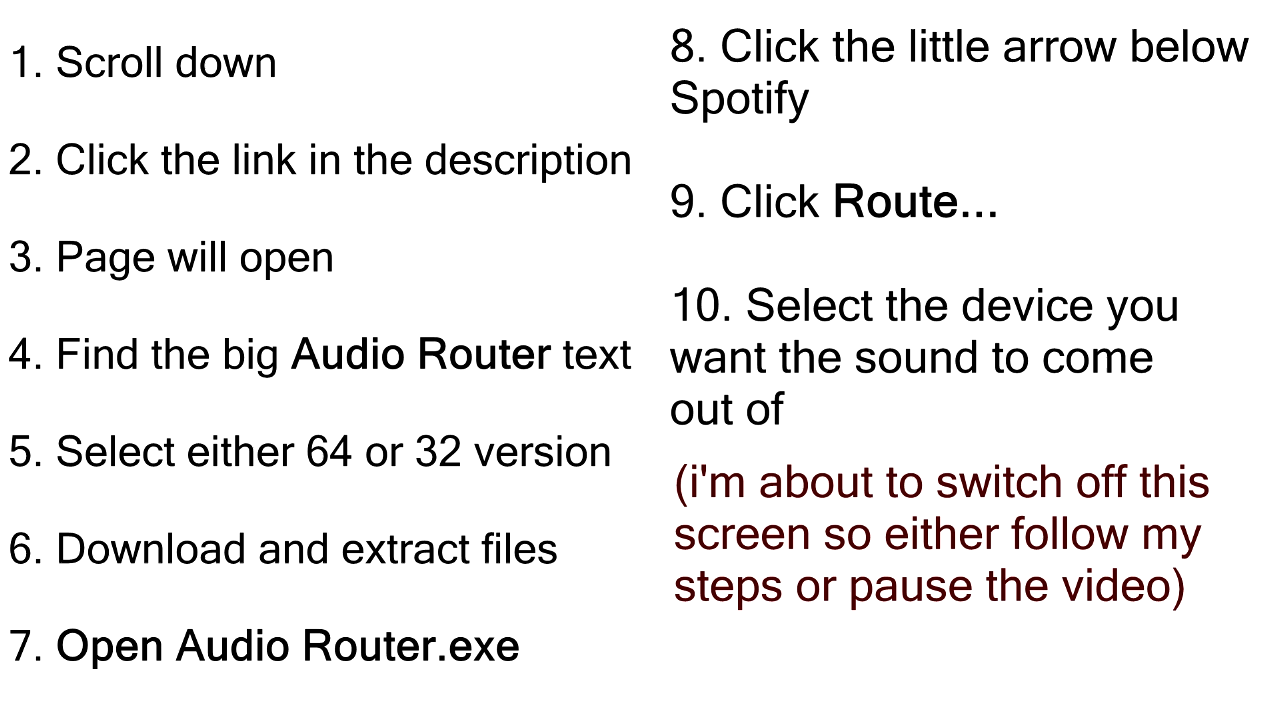 1. Scroll down
2. Click the link in the description
3. Page will open
4. Find the big Audio Router text
5. Select either 64 or 32 version
6. Download and extract files
7. Open Audio Router.exe
8. Click the little arrow below
Spotify
9. Click Route...
10. Select the device you
want the sound to come
out of
(i'm about to switch off this
screen so either follow my
steps or pause the video)